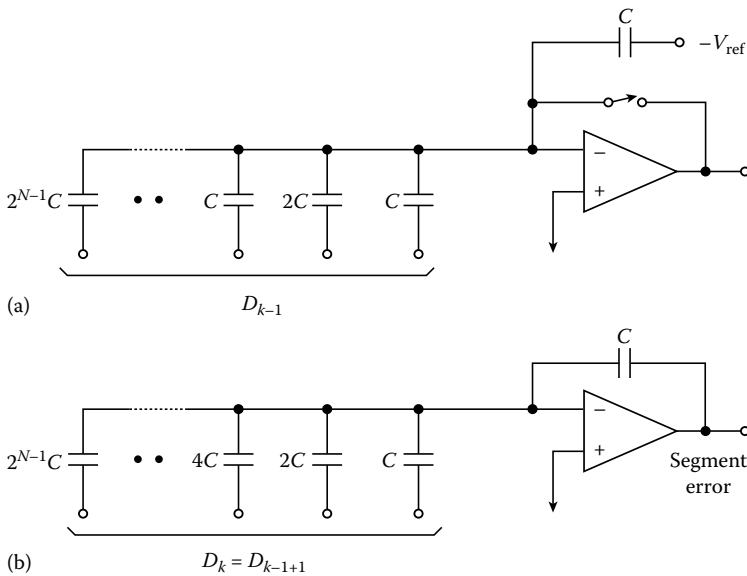 C
−V_ref
2^{N−1}C
C
2C
C
−
+
D_{k−1}
(a)
C
2^{N−1}C
4C
2C
C
−
+
Segment
error
D_k = D_{k−1+1}
(b)